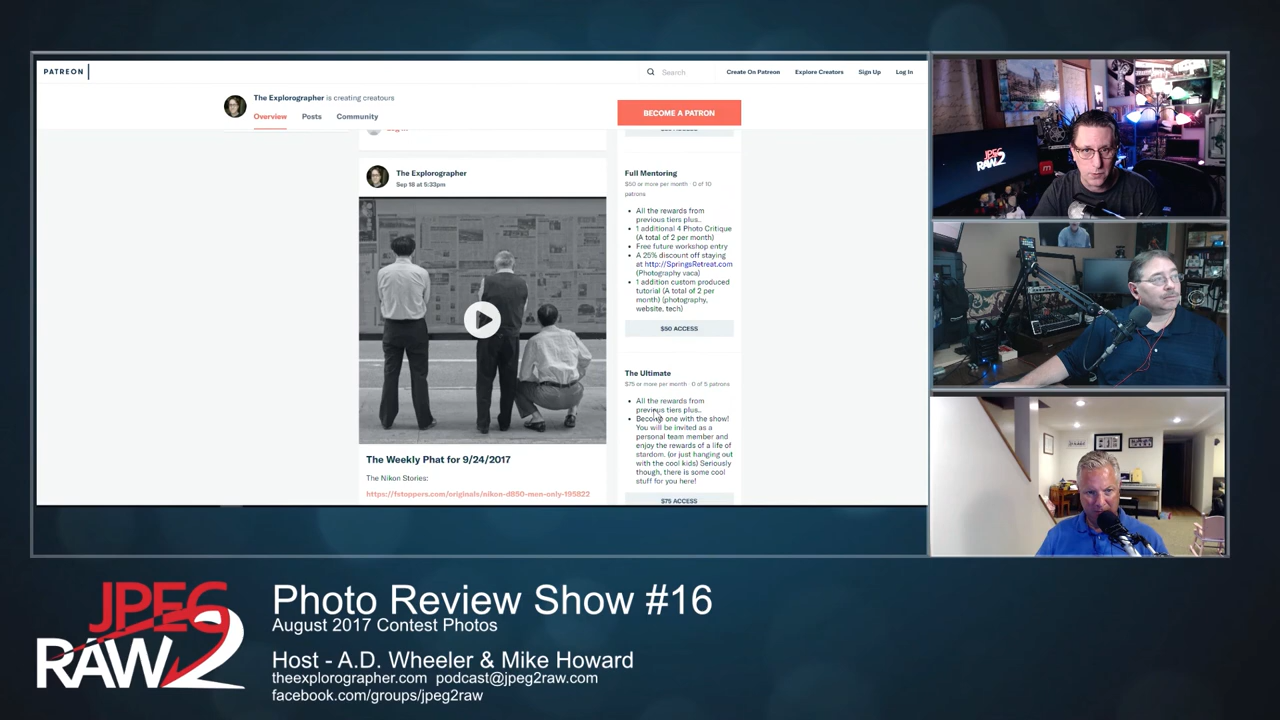 PATREON
Search
Create On Patreon
Explore Creators
Sign Up
Log In
The Explorographer is creating creatours
Overview
Posts
Community
BECOME A PATRON
The Explorographer
Sep 18 at 5:33pm
The Weekly Phat for 9/24/2017
The Nikon Stories:
https://fstoppers.com/originals/nikon-d850-men-only-195822
Full Mentoring
$50 or more per month · 0 of 10
patrons
All the rewards from
previous tiers plus..
1 additional 4 Photo Critique
(A total of 2 per month)
Free future workshop entry
A 25% discount off staying
at http://SpringsRetreat.com
(Photography vaca)
1 addition custom produced
tutorial (A total of 2 per
month) (photography,
website, tech)
$50 ACCESS
The Ultimate
$75 or more per month · 0 of 5 patrons
All the rewards from
previous tiers plus..
Become one with the show!
You will be invited as a
personal team member and
enjoy the rewards of a life of
stardom. (or just hanging out
with the cool kids) Seriously
though, there is some cool
stuff for you here!
$75 ACCESS
JPEG
RAW2
JPEG
RAW2
Photo Review Show #16
August 2017 Contest Photos
Host - A.D. Wheeler & Mike Howard
theexplorographer.com podcast@jpeg2raw.com
facebook.com/groups/jpeg2raw